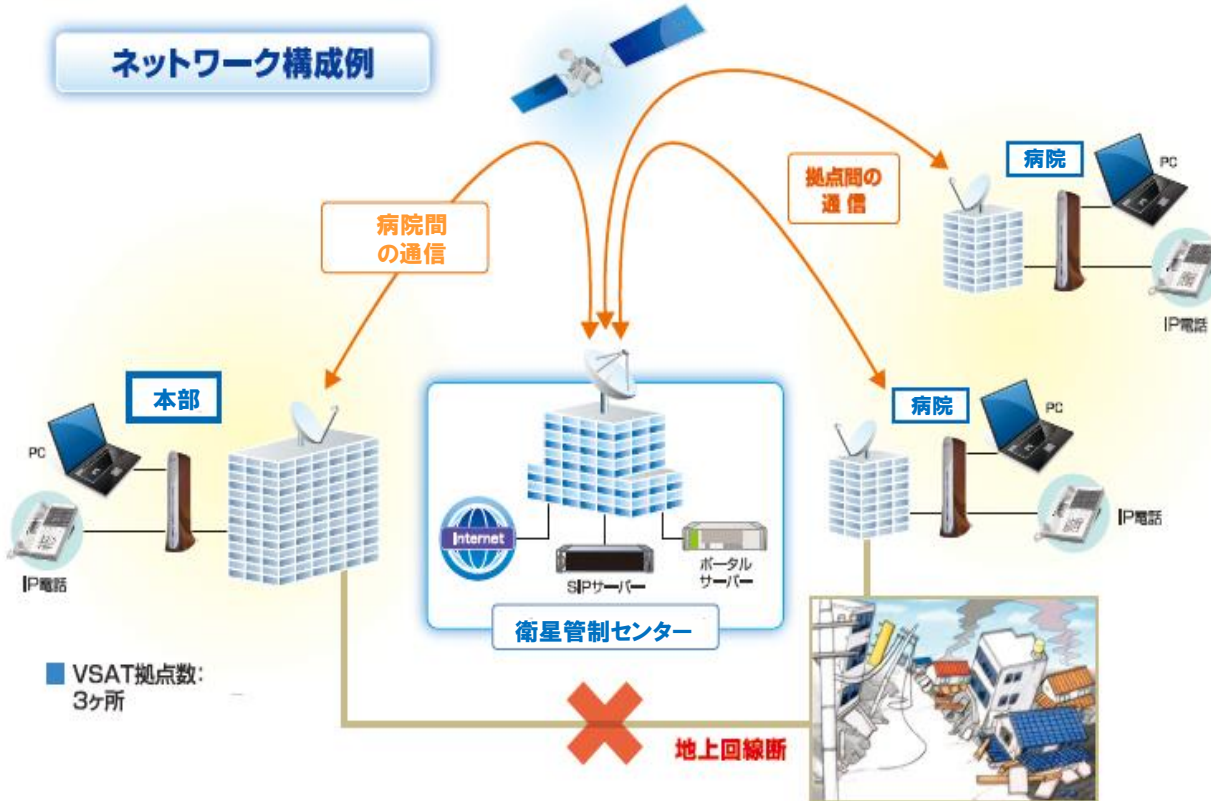 ネットワーク構成例
病院間
の通信
拠点間の
通 信
病院
PC
IP電話
本部
PC
IP電話
病院
PC
IP電話
Internet
SIPサーバー
ポータル
サーバー
衛星管制センター
VSAT拠点数：
3ヶ所
地上回線断